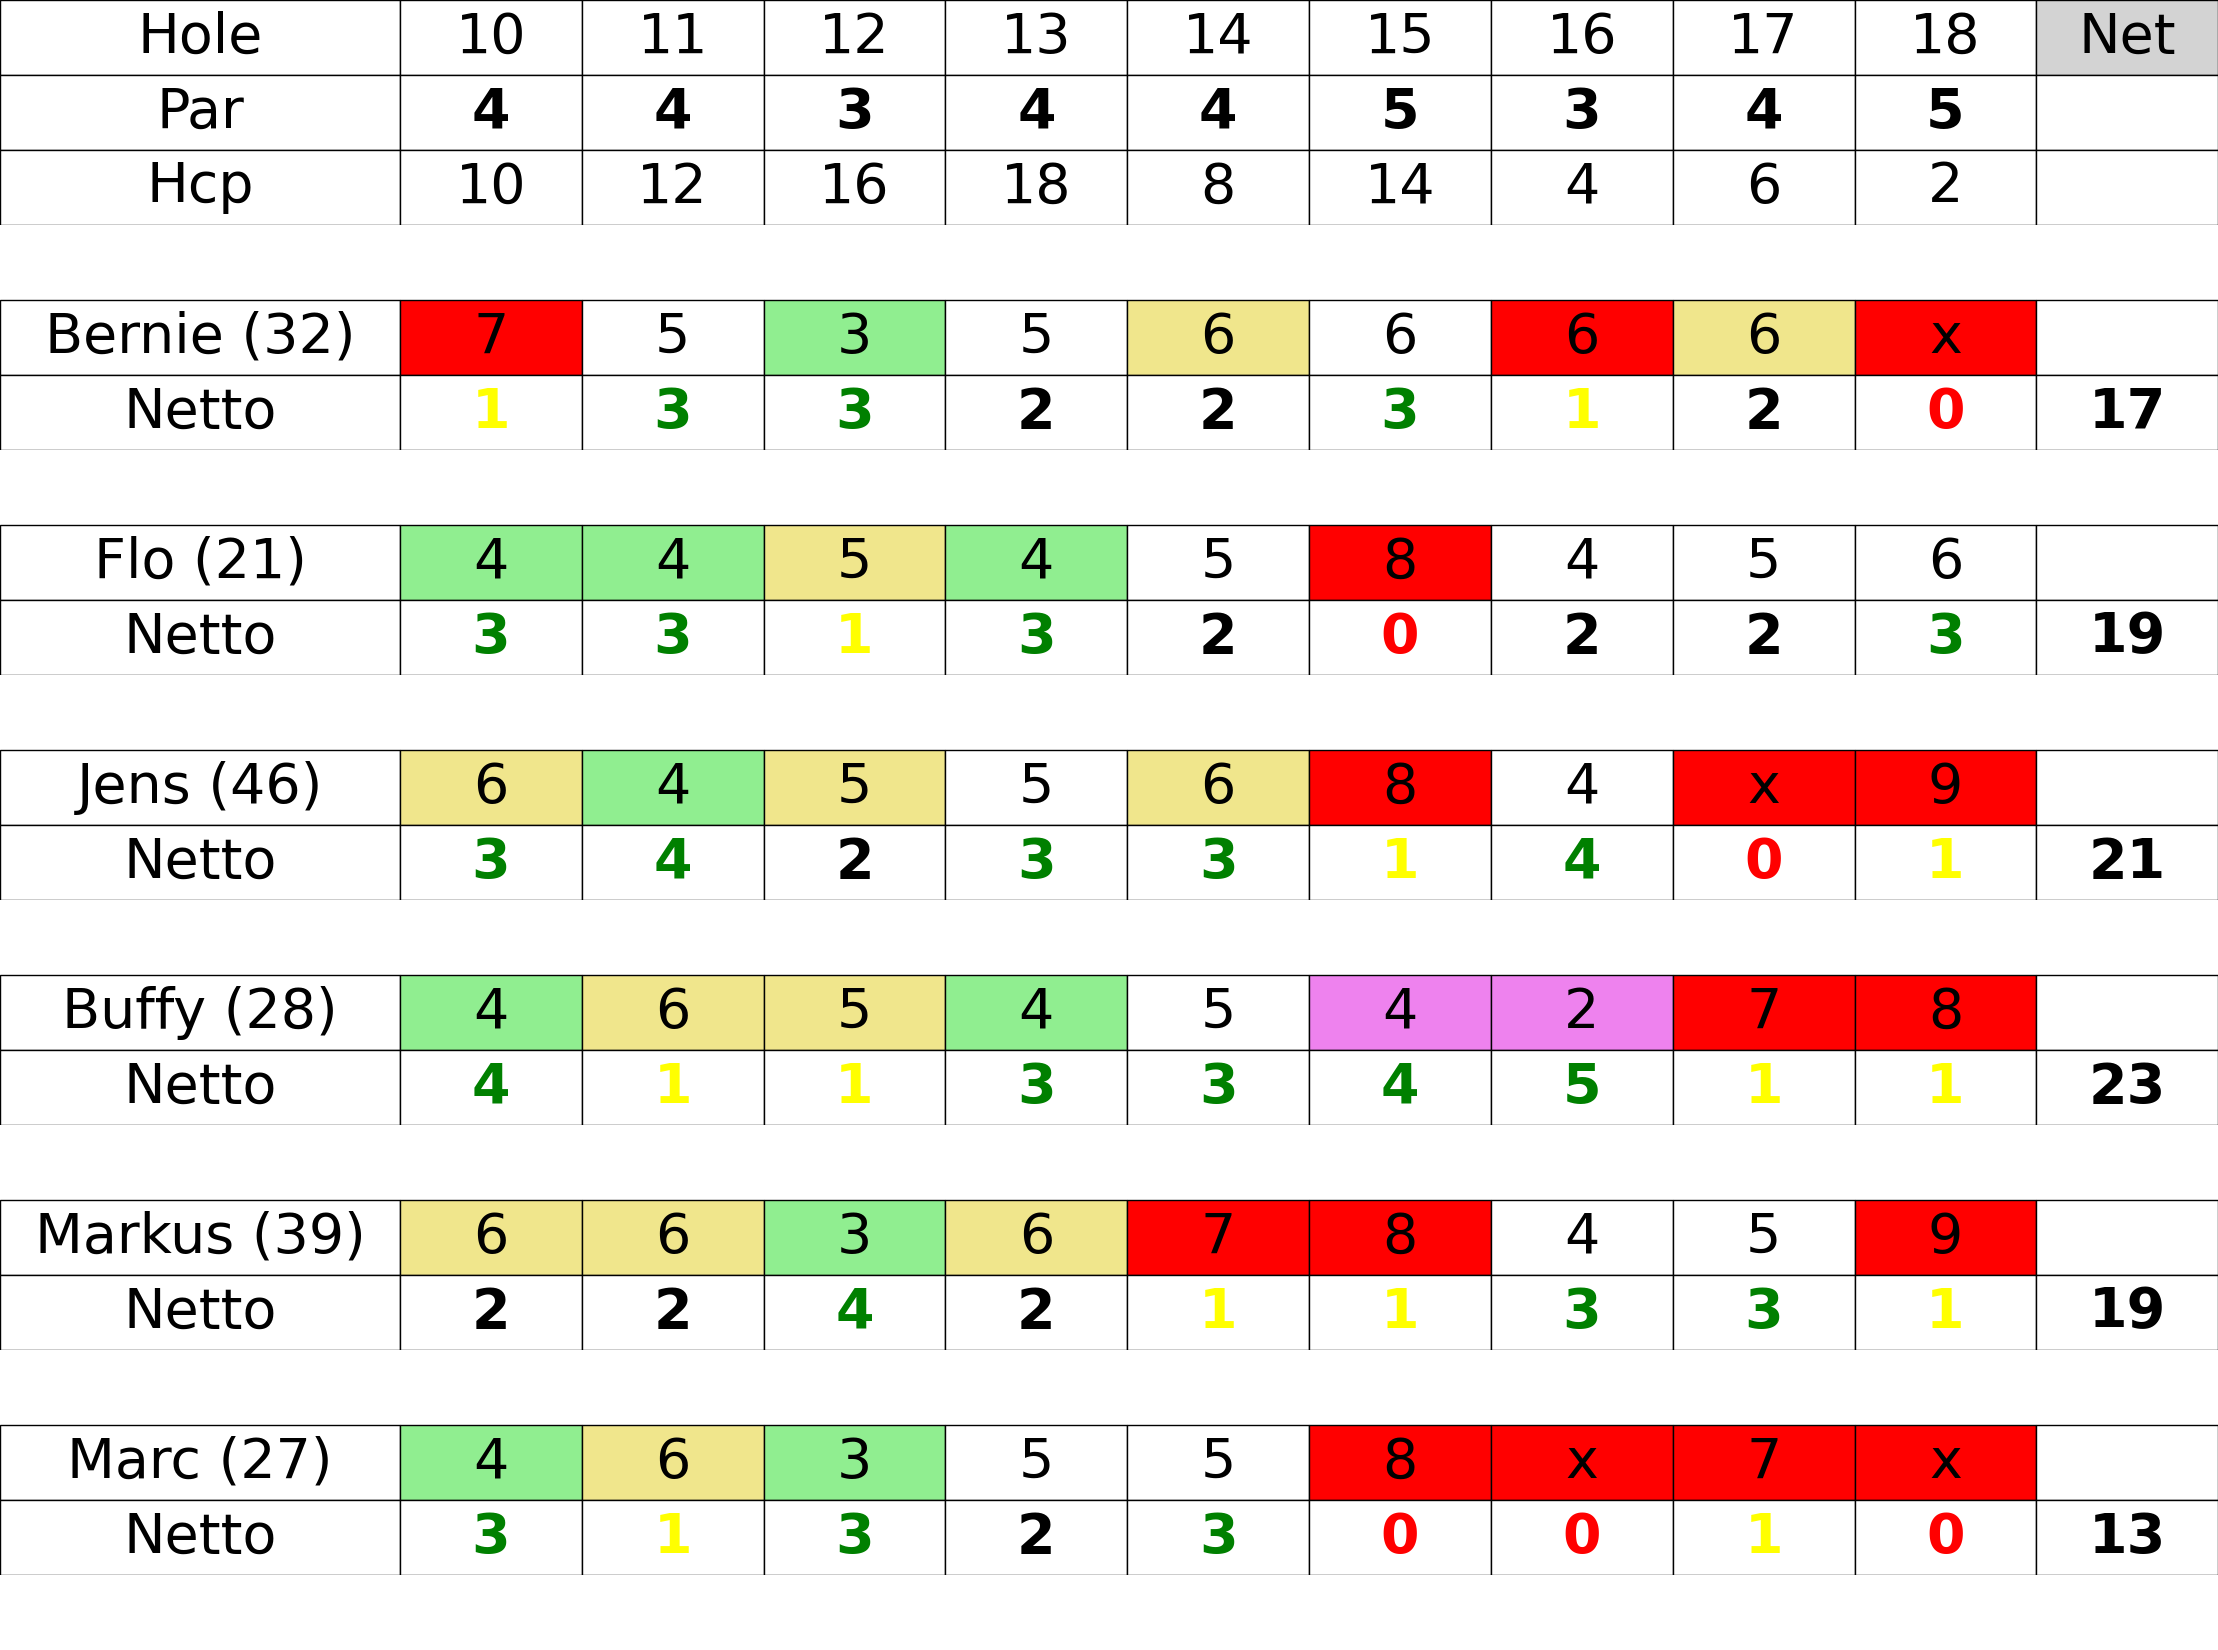 Hole 10 11 12 13 14 15 16 17 18 Net
Par 4 4 3 4 4 5 3 4 5
Hcp 10 12 16 18 8 14 4 6 2
Bernie (32) 7 5 3 5 6 6 6 6 x
Netto 1 3 3 2 2 3 1 2 0 17
Flo (21) 4 4 5 4 5 8 4 5 6
Netto 3 3 1 3 2 0 2 2 3 19
Jens (46) 6 4 5 5 6 8 4 x 9
Netto 3 4 2 3 3 1 4 0 1 21
Buffy (28) 4 6 5 4 5 4 2 7 8
Netto 4 1 1 3 3 4 5 1 1 23
Markus (39) 6 6 3 6 7 8 4 5 9
Netto 2 2 4 2 1 1 3 3 1 19
Marc (27) 4 6 3 5 5 8 x 7 x
Netto 3 1 3 2 3 0 0 1 0 13